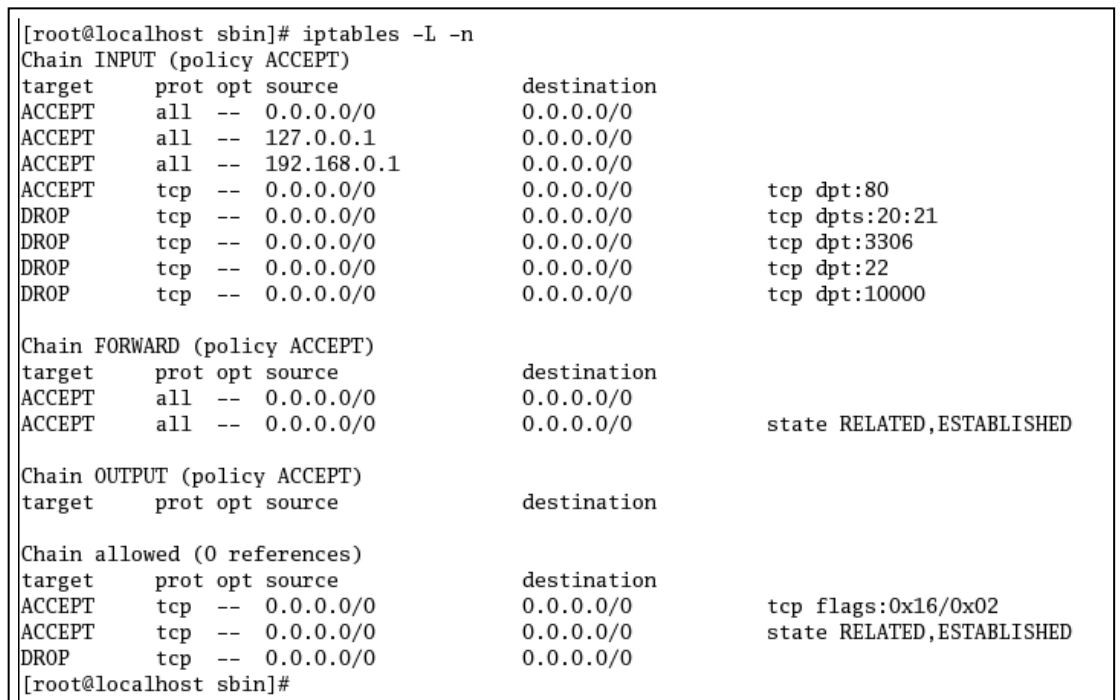 [root@localhost sbin]# iptables -L -n
Chain INPUT (policy ACCEPT)
target     prot opt source               destination
ACCEPT     all  --  0.0.0.0/0            0.0.0.0/0
ACCEPT     all  --  127.0.0.1            0.0.0.0/0
ACCEPT     all  --  192.168.0.1          0.0.0.0/0
ACCEPT     tcp  --  0.0.0.0/0            0.0.0.0/0           tcp dpt:80
DROP       tcp  --  0.0.0.0/0            0.0.0.0/0           tcp dpts:20:21
DROP       tcp  --  0.0.0.0/0            0.0.0.0/0           tcp dpt:3306
DROP       tcp  --  0.0.0.0/0            0.0.0.0/0           tcp dpt:22
DROP       tcp  --  0.0.0.0/0            0.0.0.0/0           tcp dpt:10000

Chain FORWARD (policy ACCEPT)
target     prot opt source               destination
ACCEPT     all  --  0.0.0.0/0            0.0.0.0/0
ACCEPT     all  --  0.0.0.0/0            0.0.0.0/0           state RELATED,ESTABLISHED

Chain OUTPUT (policy ACCEPT)
target     prot opt source               destination

Chain allowed (0 references)
target     prot opt source               destination
ACCEPT     tcp  --  0.0.0.0/0            0.0.0.0/0           tcp flags:0x16/0x02
ACCEPT     tcp  --  0.0.0.0/0            0.0.0.0/0           state RELATED,ESTABLISHED
DROP       tcp  --  0.0.0.0/0            0.0.0.0/0
[root@localhost sbin]#